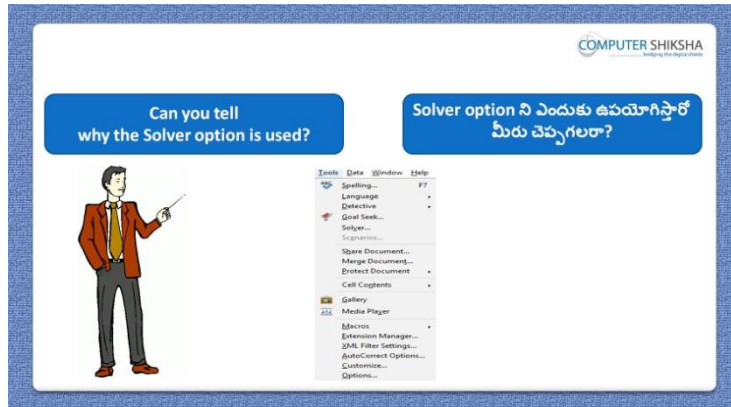 COMPUTER SHIKSHA
bridging the digital divide
Can you tell
why the Solver option is used?
Solver option ని ఎందుకు ఉపయోగిస్తారో
మీరు చెప్పగలరా?
Tools Data Window Help
Spelling... F7
Language
Detective
Goal Seek...
Solver...
Scenarios...
Share Document...
Merge Document...
Protect Document
Cell Contents
Gallery
Media Player
Macros
Extension Manager...
XML Filter Settings...
AutoCorrect Options...
Customize...
Options...